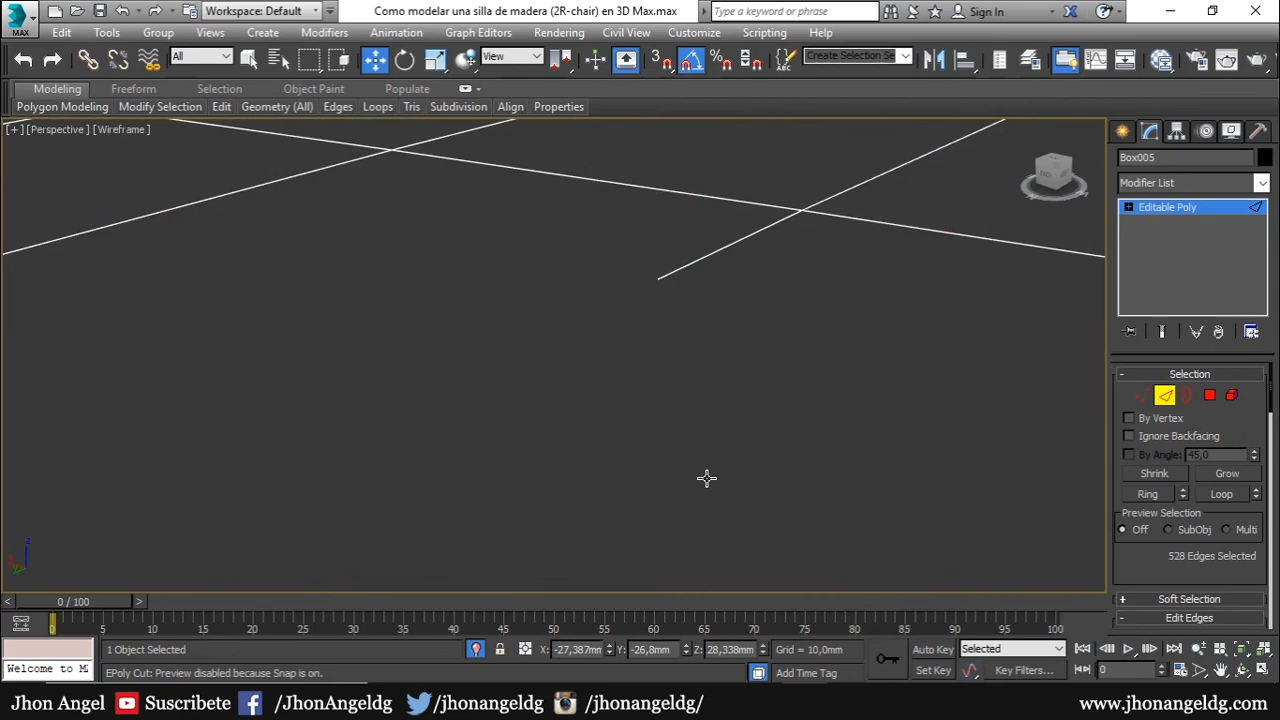 MAX
Workspace: Default
Como modelar una silla de madera (2R-chair) en 3D Max.max
Type a keyword or phrase
Sign In
Edit Tools Group Views Create Modifiers Animation Graph Editors Rendering Civil View Customize Scripting Help
All
View
3
Create Selection Se
Modeling Freeform Selection Object Paint Populate
Polygon Modeling Modify Selection Edit Geometry (All) Edges Loops Tris Subdivision Align Properties
[+] [Perspective] [Wireframe]
Box005
Modifier List
Editable Poly
Selection
By Vertex
Ignore Backfacing
By Angle: 45,0
Shrink Grow
Ring Loop
Preview Selection
Off SubObj Multi
528 Edges Selected
Soft Selection
Edit Edges
z
< 0 / 100 >
0 5 10 15 20 25 30 35 40 45 50 55 60 65 70 75 80 85 90 95 100
1 Object Selected
X: -27,387mm Y: -26,8mm Z: 28,338mm Grid = 10,0mm
Auto Key Selected
Welcome to M
EPoly Cut: Preview disabled because Snap is on.
Add Time Tag
Set Key Key Filters... 0
Jhon Angel Suscribete /JhonAngeldg /jhonangeldg /jhonangeldg/ www.jhonangeldg.com